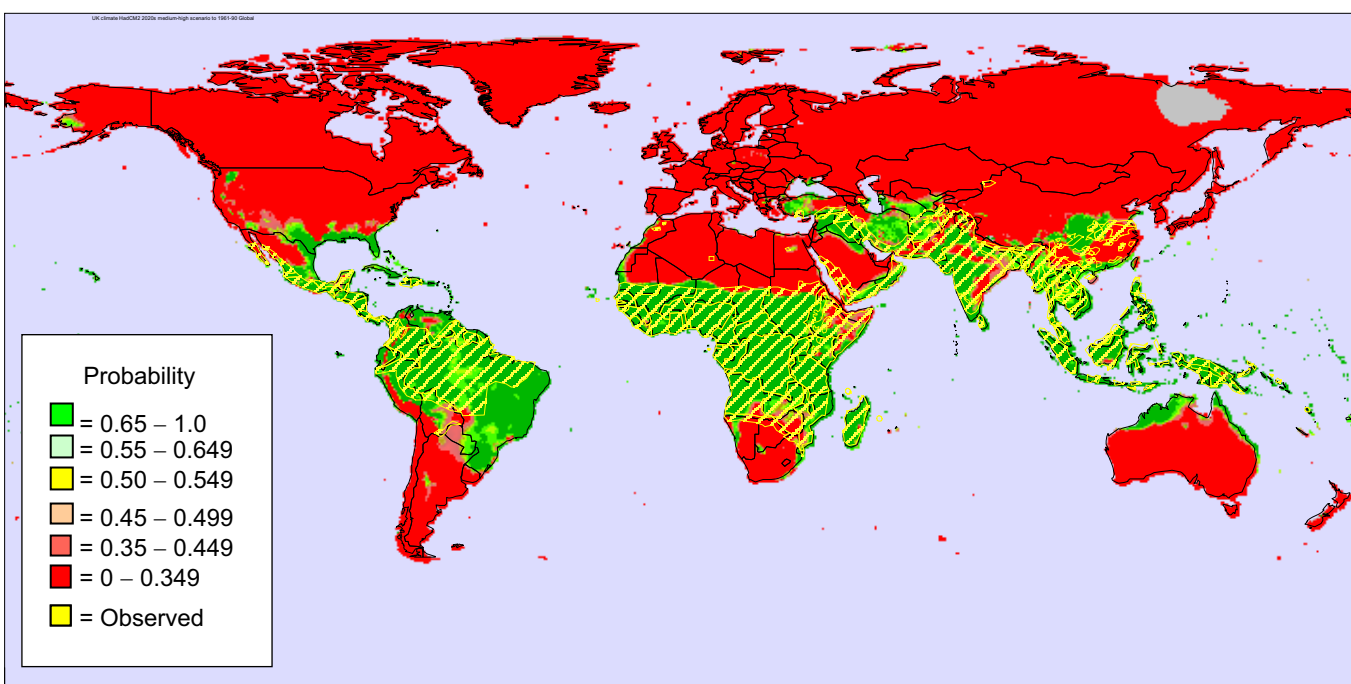 UK climate HadCM2 2020s medium-high scenario to 1961-90 Global
Probability
= 0.65 – 1.0
= 0.55 – 0.649
= 0.50 – 0.549
= 0.45 – 0.499
= 0.35 – 0.449
= 0 – 0.349
= Observed